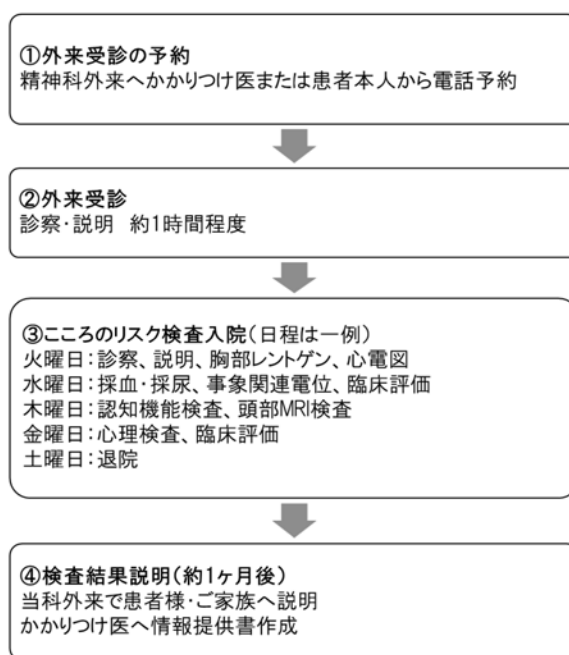 ①外来受診の予約
精神科外来へかかりつけ医または患者本人から電話予約
②外来受診
診察・説明　約1時間程度
③こころのリスク検査入院（日程は一例）
火曜日：診察、説明、胸部レントゲン、心電図
水曜日：採血・採尿、事象関連電位、臨床評価
木曜日：認知機能検査、頭部MRI検査
金曜日：心理検査、臨床評価
土曜日：退院
④検査結果説明（約1ヶ月後）
当科外来で患者様・ご家族へ説明
かかりつけ医へ情報提供書作成